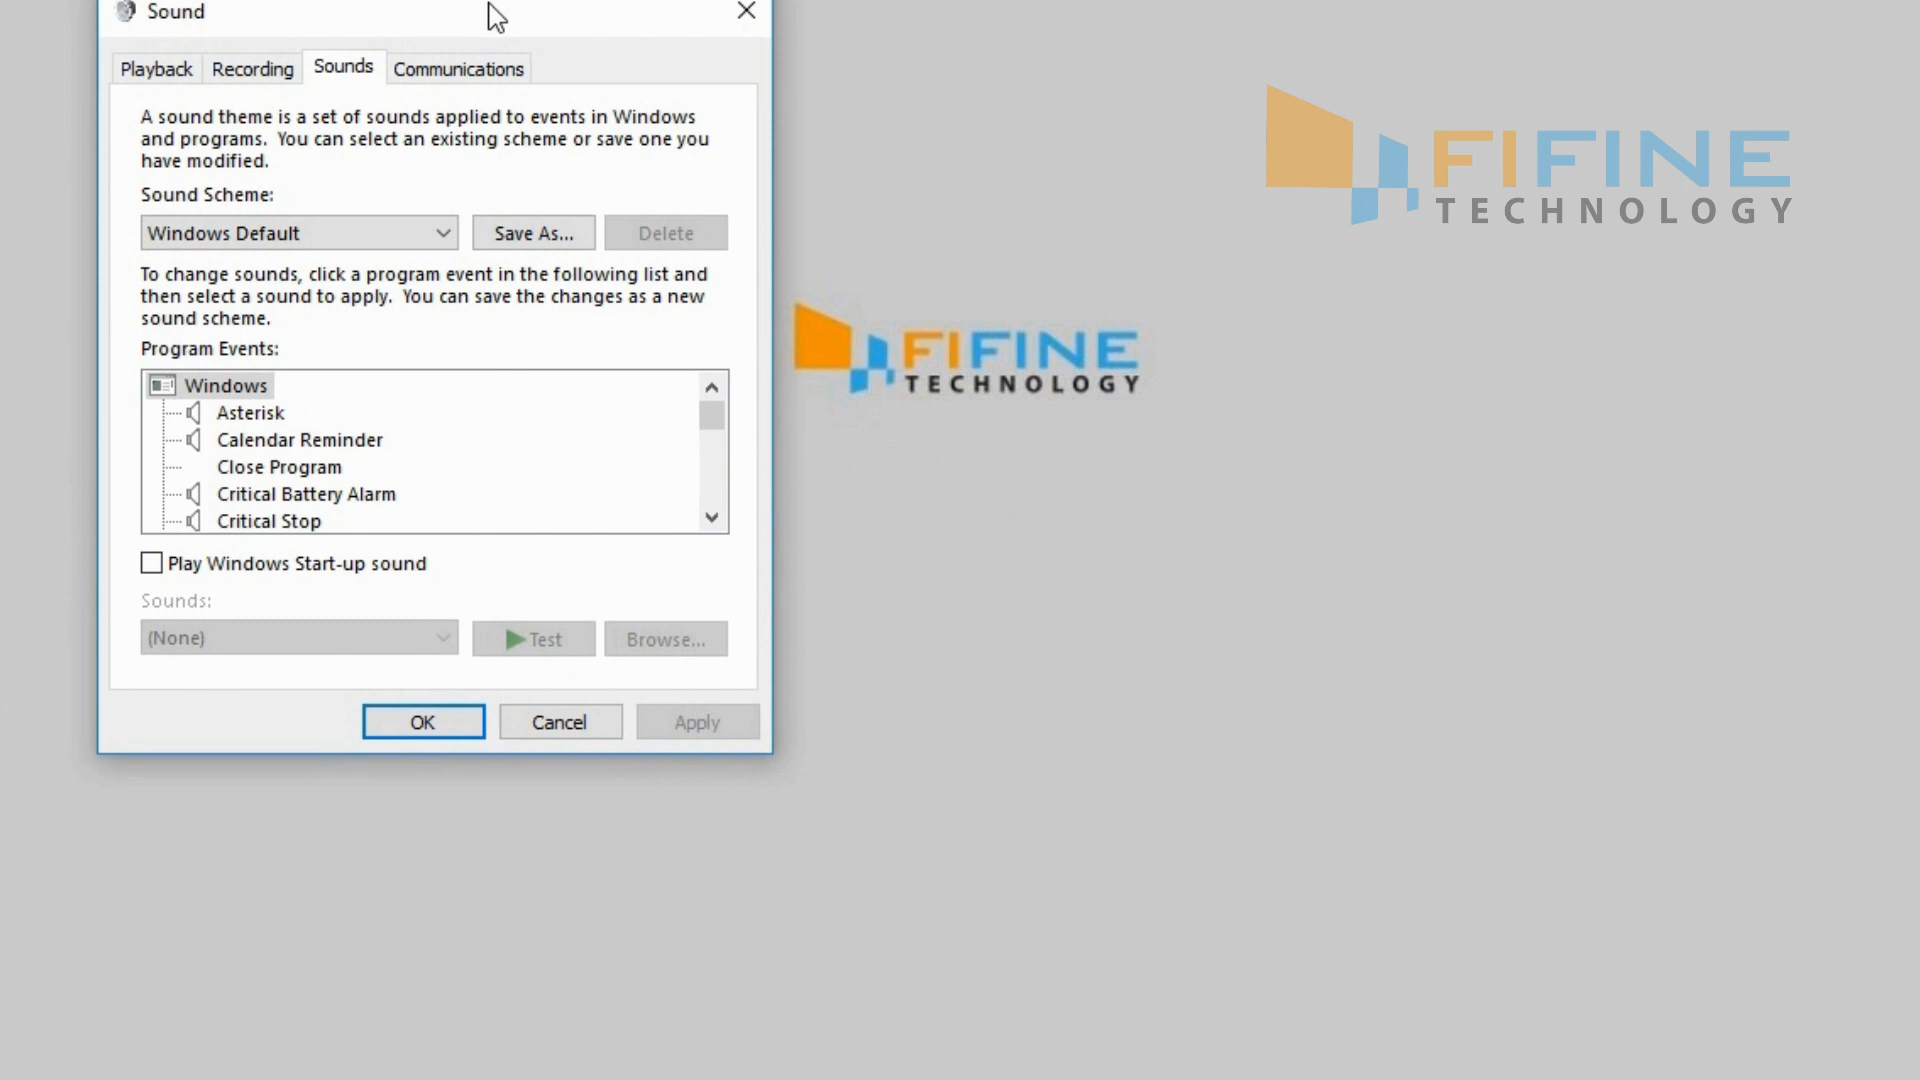 Sound
Playback Recording Sounds Communications
A sound theme is a set of sounds applied to events in Windows
and programs. You can select an existing scheme or save one you
have modified.
Sound Scheme:
Windows Default Save As... Delete
To change sounds, click a program event in the following list and
then select a sound to apply. You can save the changes as a new
sound scheme.
Program Events:
Windows
Asterisk
Calendar Reminder
Close Program
Critical Battery Alarm
Critical Stop
Play Windows Start-up sound
Sounds:
(None) Test Browse...
OK Cancel Apply
FIFINE
TECHNOLOGY
FIFINE
TECHNOLOGY